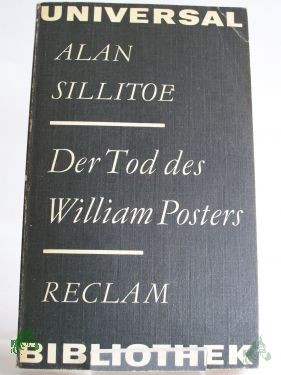 UNIVERSAL
ALAN
SILLITOE
Der Tod des
William Posters
RECLAM
BIBLIOTHEK